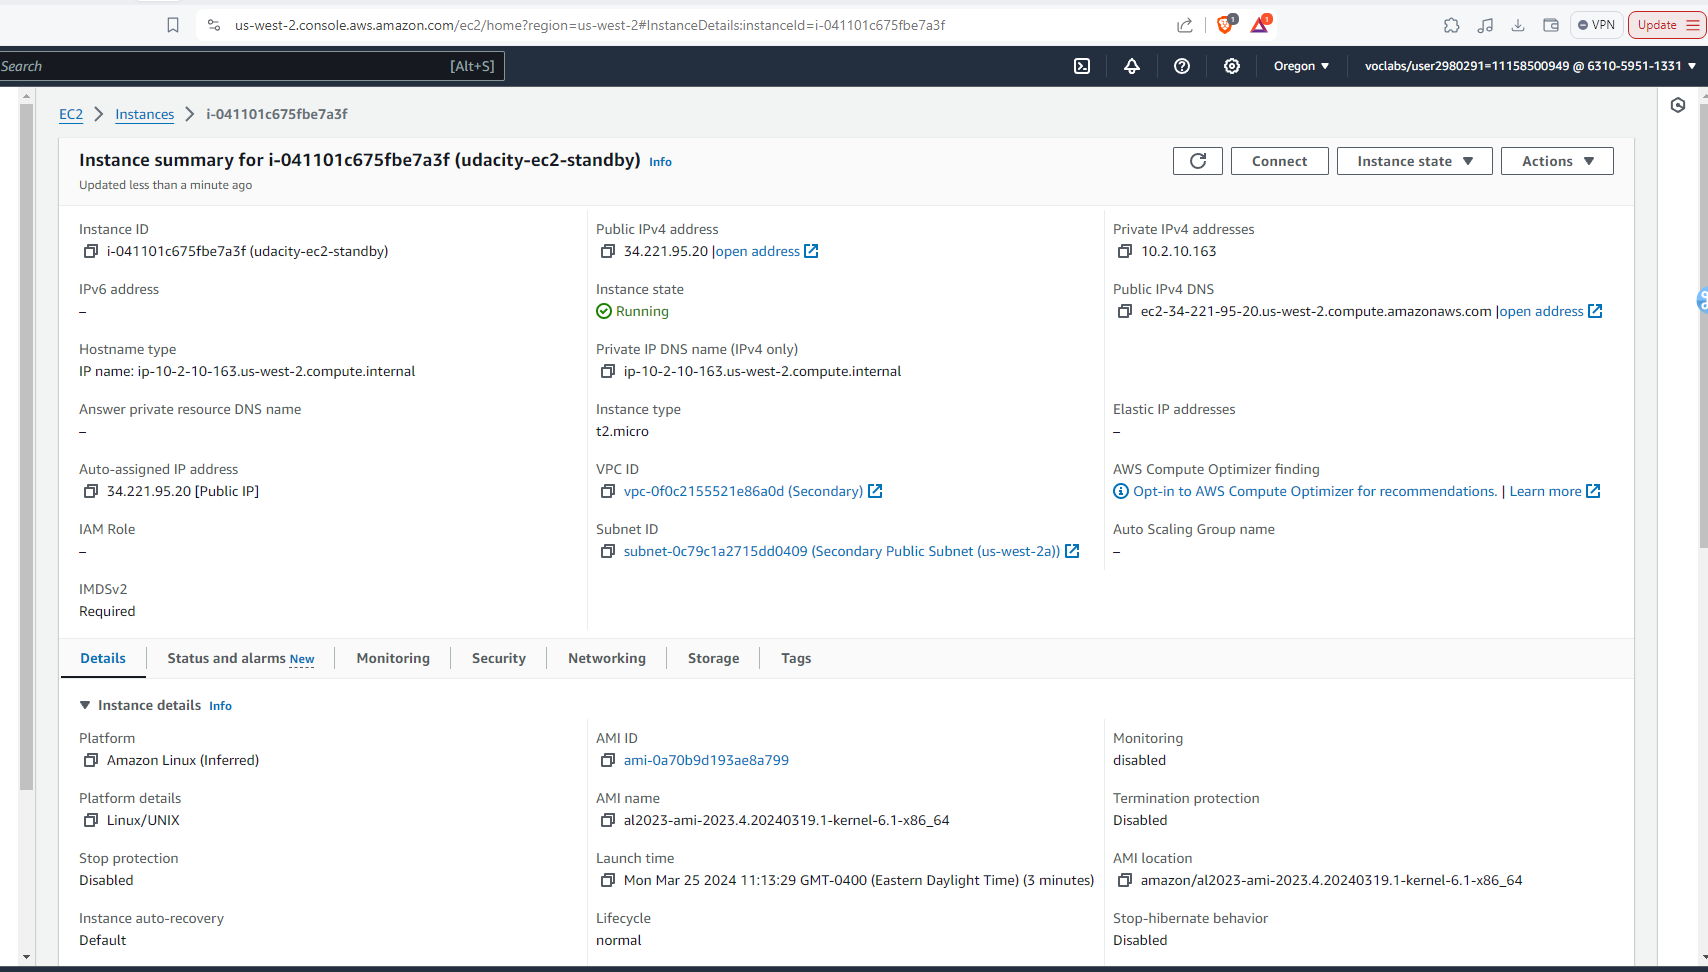 us-west-2.console.aws.amazon.com/ec2/home?region=us-west-2#InstanceDetails:instanceId=i-041101c675fbe7a3f
1
1
VPN
Update
Search
[Alt+S]
Oregon
voclabs/user2980291=11158500949 @ 6310-5951-1331
EC2
Instances
i-041101c675fbe7a3f
Instance summary for i-041101c675fbe7a3f (udacity-ec2-standby) Info
Updated less than a minute ago
Connect
Instance state
Actions
Instance ID
i-041101c675fbe7a3f (udacity-ec2-standby)
Public IPv4 address
34.221.95.20 |open address
Private IPv4 addresses
10.2.10.163
IPv6 address
–
Instance state
Running
Public IPv4 DNS
ec2-34-221-95-20.us-west-2.compute.amazonaws.com |open address
Hostname type
IP name: ip-10-2-10-163.us-west-2.compute.internal
Private IP DNS name (IPv4 only)
ip-10-2-10-163.us-west-2.compute.internal
Answer private resource DNS name
–
Instance type
t2.micro
Elastic IP addresses
–
Auto-assigned IP address
34.221.95.20 [Public IP]
VPC ID
vpc-0f0c2155521e86a0d (Secondary)
AWS Compute Optimizer finding
Opt-in to AWS Compute Optimizer for recommendations. | Learn more
IAM Role
–
Subnet ID
subnet-0c79c1a2715dd0409 (Secondary Public Subnet (us-west-2a))
Auto Scaling Group name
–
IMDSv2
Required
Details
Status and alarms New
Monitoring
Security
Networking
Storage
Tags
Instance details Info
Platform
Amazon Linux (Inferred)
AMI ID
ami-0a70b9d193ae8a799
Monitoring
disabled
Platform details
Linux/UNIX
AMI name
al2023-ami-2023.4.20240319.1-kernel-6.1-x86_64
Termination protection
Disabled
Stop protection
Disabled
Launch time
Mon Mar 25 2024 11:13:29 GMT-0400 (Eastern Daylight Time) (3 minutes)
AMI location
amazon/al2023-ami-2023.4.20240319.1-kernel-6.1-x86_64
Instance auto-recovery
Default
Lifecycle
normal
Stop-hibernate behavior
Disabled